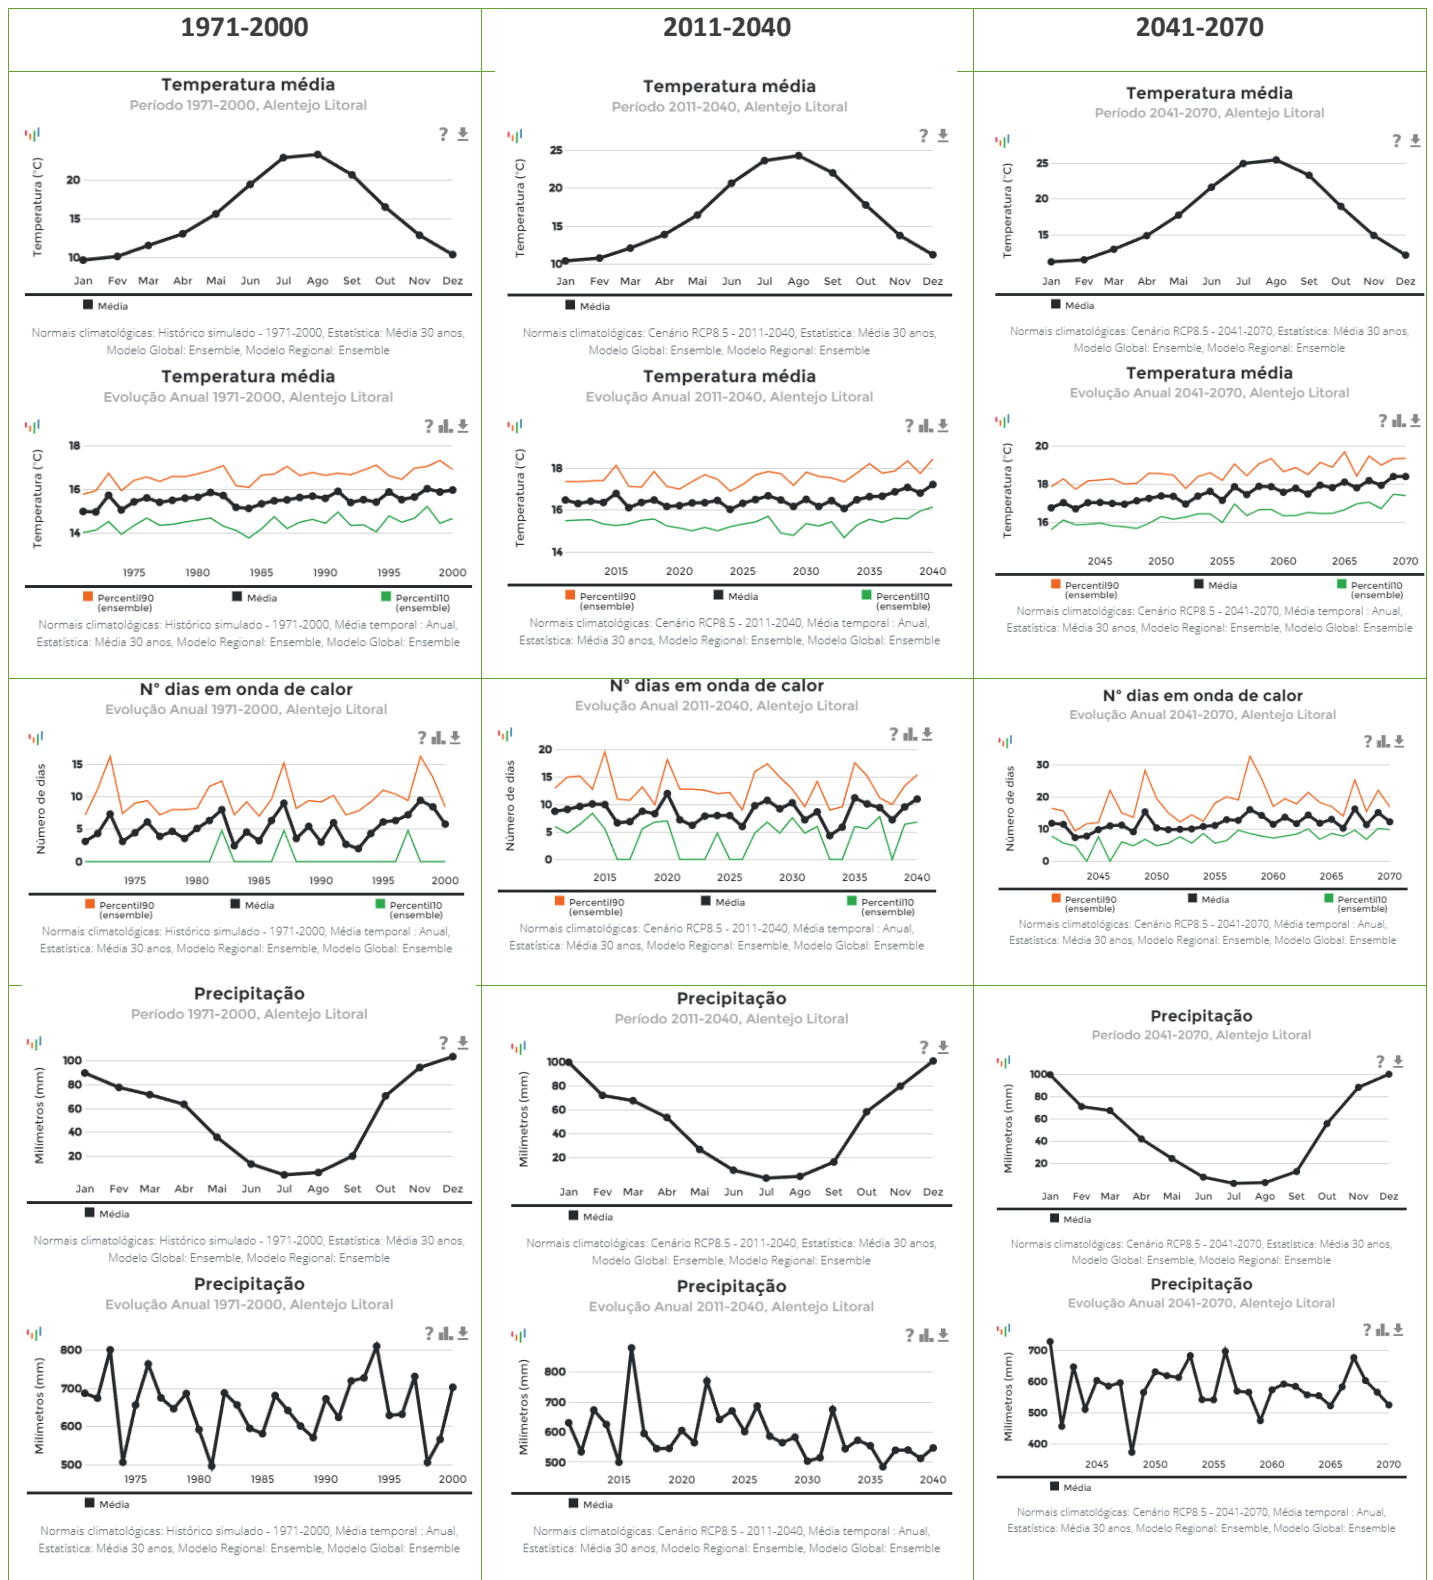 1971-2000
2011-2040
2041-2070
Temperatura média
Período 1971-2000, Alentejo Litoral
?
Temperatura (°C)
20
15
10
Jan Fev Mar Abr Mai Jun Jul Ago Set Out Nov Dez
Média
Normais climatológicas: Histórico simulado - 1971-2000, Estatística: Média 30 anos,
Modelo Global: Ensemble, Modelo Regional: Ensemble
Temperatura média
Evolução Anual 1971-2000, Alentejo Litoral
?
Temperatura (°C)
18
16
14
1975 1980 1985 1990 1995 2000
Percentil90
(ensemble)
Média
Percentil10
(ensemble)
Normais climatológicas: Histórico simulado - 1971-2000, Média temporal : Anual,
Estatística: Média 30 anos, Modelo Regional: Ensemble, Modelo Global: Ensemble
Temperatura média
Período 2011-2040, Alentejo Litoral
?
Temperatura (°C)
25
20
15
10
Jan Fev Mar Abr Mai Jun Jul Ago Set Out Nov Dez
Média
Normais climatológicas: Cenário RCP8.5 - 2011-2040, Estatística: Média 30 anos,
Modelo Global: Ensemble, Modelo Regional: Ensemble
Temperatura média
Evolução Anual 2011-2040, Alentejo Litoral
?
Temperatura (°C)
18
16
14
2015 2020 2025 2030 2035 2040
Percentil90
(ensemble)
Média
Percentil10
(ensemble)
Normais climatológicas: Cenário RCP8.5 - 2011-2040, Média temporal : Anual,
Estatística: Média 30 anos, Modelo Regional: Ensemble, Modelo Global: Ensemble
Temperatura média
Período 2041-2070, Alentejo Litoral
?
Temperatura (°C)
25
20
15
Jan Fev Mar Abr Mai Jun Jul Ago Set Out Nov Dez
Média
Normais climatológicas: Cenário RCP8.5 - 2041-2070, Estatística: Média 30 anos,
Modelo Global: Ensemble, Modelo Regional: Ensemble
Temperatura média
Evolução Anual 2041-2070, Alentejo Litoral
?
Temperatura (°C)
20
18
16
2045 2050 2055 2060 2065 2070
Percentil90
(ensemble)
Média
Percentil10
(ensemble)
Normais climatológicas: Cenário RCP8.5 - 2041-2070, Média temporal : Anual,
Estatística: Média 30 anos, Modelo Regional: Ensemble, Modelo Global: Ensemble
Nº dias em onda de calor
Evolução Anual 1971-2000, Alentejo Litoral
?
Número de dias
15
10
5
0
1975 1980 1985 1990 1995 2000
Percentil90
(ensemble)
Média
Percentil10
(ensemble)
Normais climatológicas: Histórico simulado - 1971-2000, Média temporal : Anual,
Estatística: Média 30 anos, Modelo Regional: Ensemble, Modelo Global: Ensemble
Nº dias em onda de calor
Evolução Anual 2011-2040, Alentejo Litoral
?
Número de dias
20
15
10
5
0
2015 2020 2025 2030 2035 2040
Percentil90
(ensemble)
Média
Percentil10
(ensemble)
Normais climatológicas: Cenário RCP8.5 - 2011-2040, Média temporal : Anual,
Estatística: Média 30 anos, Modelo Regional: Ensemble, Modelo Global: Ensemble
Nº dias em onda de calor
Evolução Anual 2041-2070, Alentejo Litoral
?
Número de dias
30
20
10
0
2045 2050 2055 2060 2065 2070
Percentil90
(ensemble)
Média
Percentil10
(ensemble)
Normais climatológicas: Cenário RCP8.5 - 2041-2070, Média temporal : Anual,
Estatística: Média 30 anos, Modelo Regional: Ensemble, Modelo Global: Ensemble
Precipitação
Período 1971-2000, Alentejo Litoral
?
Milímetros (mm)
100
80
60
40
20
Jan Fev Mar Abr Mai Jun Jul Ago Set Out Nov Dez
Média
Normais climatológicas: Histórico simulado - 1971-2000, Estatística: Média 30 anos,
Modelo Global: Ensemble, Modelo Regional: Ensemble
Precipitação
Evolução Anual 1971-2000, Alentejo Litoral
?
Milímetros (mm)
800
700
600
500
1975 1980 1985 1990 1995 2000
Média
Normais climatológicas: Histórico simulado - 1971-2000, Média temporal : Anual,
Estatística: Média 30 anos, Modelo Regional: Ensemble, Modelo Global: Ensemble
Precipitação
Período 2011-2040, Alentejo Litoral
?
Milímetros (mm)
100
80
60
40
20
Jan Fev Mar Abr Mai Jun Jul Ago Set Out Nov Dez
Média
Normais climatológicas: Cenário RCP8.5 - 2011-2040, Estatística: Média 30 anos,
Modelo Global: Ensemble, Modelo Regional: Ensemble
Precipitação
Evolução Anual 2011-2040, Alentejo Litoral
?
Milímetros (mm)
800
700
600
500
2015 2020 2025 2030 2035 2040
Média
Normais climatológicas: Cenário RCP8.5 - 2011-2040, Média temporal : Anual,
Estatística: Média 30 anos, Modelo Regional: Ensemble, Modelo Global: Ensemble
Precipitação
Período 2041-2070, Alentejo Litoral
?
Milímetros (mm)
100
80
60
40
20
Jan Fev Mar Abr Mai Jun Jul Ago Set Out Nov Dez
Média
Normais climatológicas: Cenário RCP8.5 - 2041-2070, Estatística: Média 30 anos,
Modelo Global: Ensemble, Modelo Regional: Ensemble
Precipitação
Evolução Anual 2041-2070, Alentejo Litoral
?
Milímetros (mm)
700
600
500
400
2045 2050 2055 2060 2065 2070
Média
Normais climatológicas: Cenário RCP8.5 - 2041-2070, Média temporal : Anual,
Estatística: Média 30 anos, Modelo Regional: Ensemble, Modelo Global: Ensemble